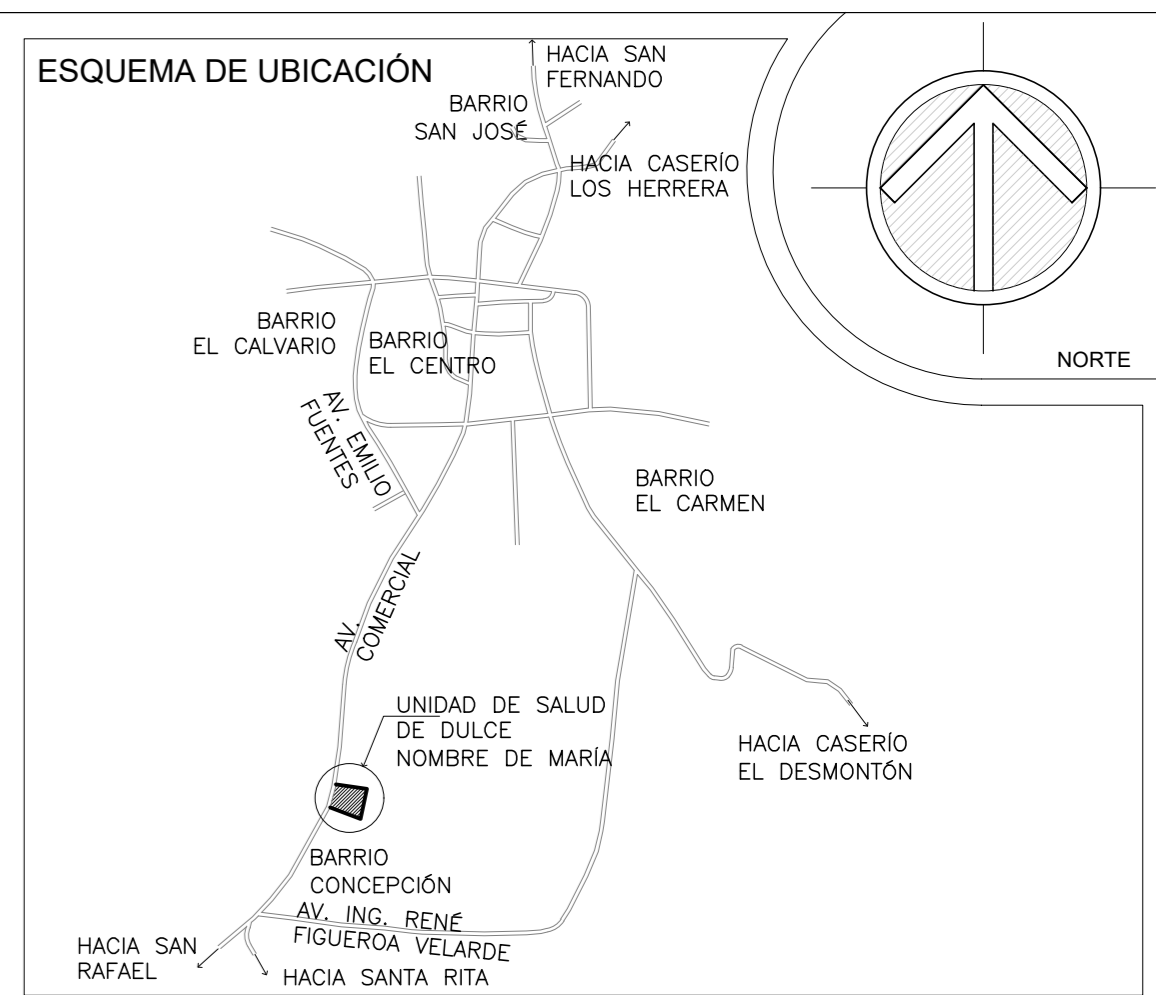 ESQUEMA DE UBICACIÓN
HACIA SAN
FERNANDO
BARRIO
SAN JOSÉ
HACIA CASERÍO
LOS HERRERA
NORTE
BARRIO
EL CALVARIO
BARRIO
EL CENTRO
AV. EMILIO
FUENTES
BARRIO
EL CARMEN
AV.
COMERCIAL
UNIDAD DE SALUD
DE DULCE
NOMBRE DE MARÍA
HACIA CASERÍO
EL DESMONTÓN
BARRIO
CONCEPCIÓN
AV. ING. RENÉ
FIGUEROA VELARDE
HACIA SAN
RAFAEL
HACIA SANTA RITA